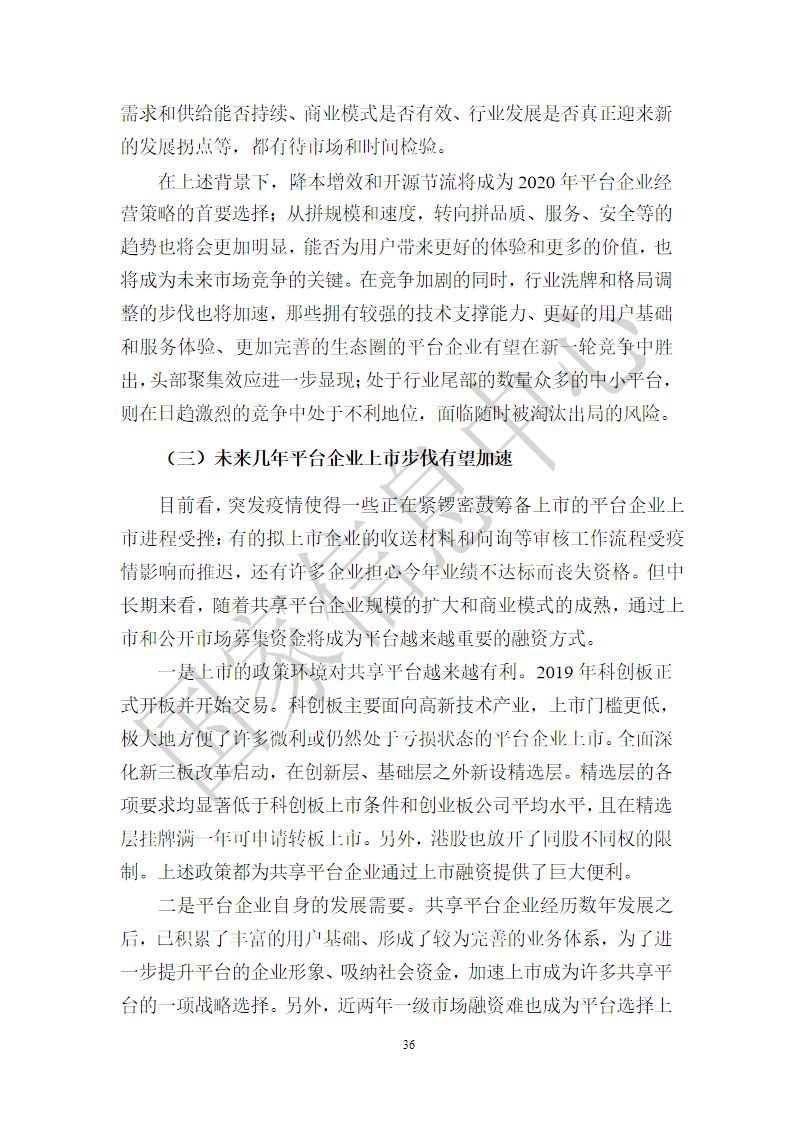 需求和供给能否持续、商业模式是否有效、行业发展是否真正迎来新
的发展拐点等，都有待市场和时间检验。
在上述背景下，降本增效和开源节流将成为 2020 年平台企业经
营策略的首要选择；从拼规模和速度，转向拼品质、服务、安全等的
趋势也将会更加明显，能否为用户带来更好的体验和更多的价值，也
将成为未来市场竞争的关键。在竞争加剧的同时，行业洗牌和格局调
整的步伐也将加速，那些拥有较强的技术支撑能力、更好的用户基础
和服务体验、更加完善的生态圈的平台企业有望在新一轮竞争中胜
出，头部聚集效应进一步显现；处于行业尾部的数量众多的中小平台，
则在日趋激烈的竞争中处于不利地位，面临随时被淘汰出局的风险。
（三）未来几年平台企业上市步伐有望加速
目前看，突发疫情使得一些正在紧锣密鼓筹备上市的平台企业上
市进程受挫：有的拟上市企业的收送材料和问询等审核工作流程受疫
情影响而推迟，还有许多企业担心今年业绩不达标而丧失资格。但中
长期来看，随着共享平台企业规模的扩大和商业模式的成熟，通过上
市和公开市场募集资金将成为平台越来越重要的融资方式。
一是上市的政策环境对共享平台越来越有利。2019 年科创板正
式开板并开始交易。科创板主要面向高新技术产业，上市门槛更低，
极大地方便了许多微利或仍然处于亏损状态的平台企业上市。全面深
化新三板改革启动，在创新层、基础层之外新设精选层。精选层的各
项要求均显著低于科创板上市条件和创业板公司平均水平，且在精选
层挂牌满一年可申请转板上市。另外，港股也放开了同股不同权的限
制。上述政策都为共享平台企业通过上市融资提供了巨大便利。
二是平台企业自身的发展需要。共享平台企业经历数年发展之
后，已积累了丰富的用户基础、形成了较为完善的业务体系，为了进
一步提升平台的企业形象、吸纳社会资金，加速上市成为许多共享平
台的一项战略选择。另外，近两年一级市场融资难也成为平台选择上
36
国家信息中心